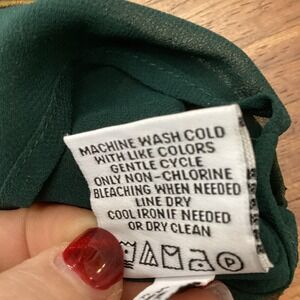 MACHINE WASH COLD
WITH LIKE COLORS
GENTLE CYCLE
ONLY NON-CHLORINE
BLEACHING WHEN NEEDED
LINE DRY
COOL IRON IF NEEDED
OR DRY CLEAN
P